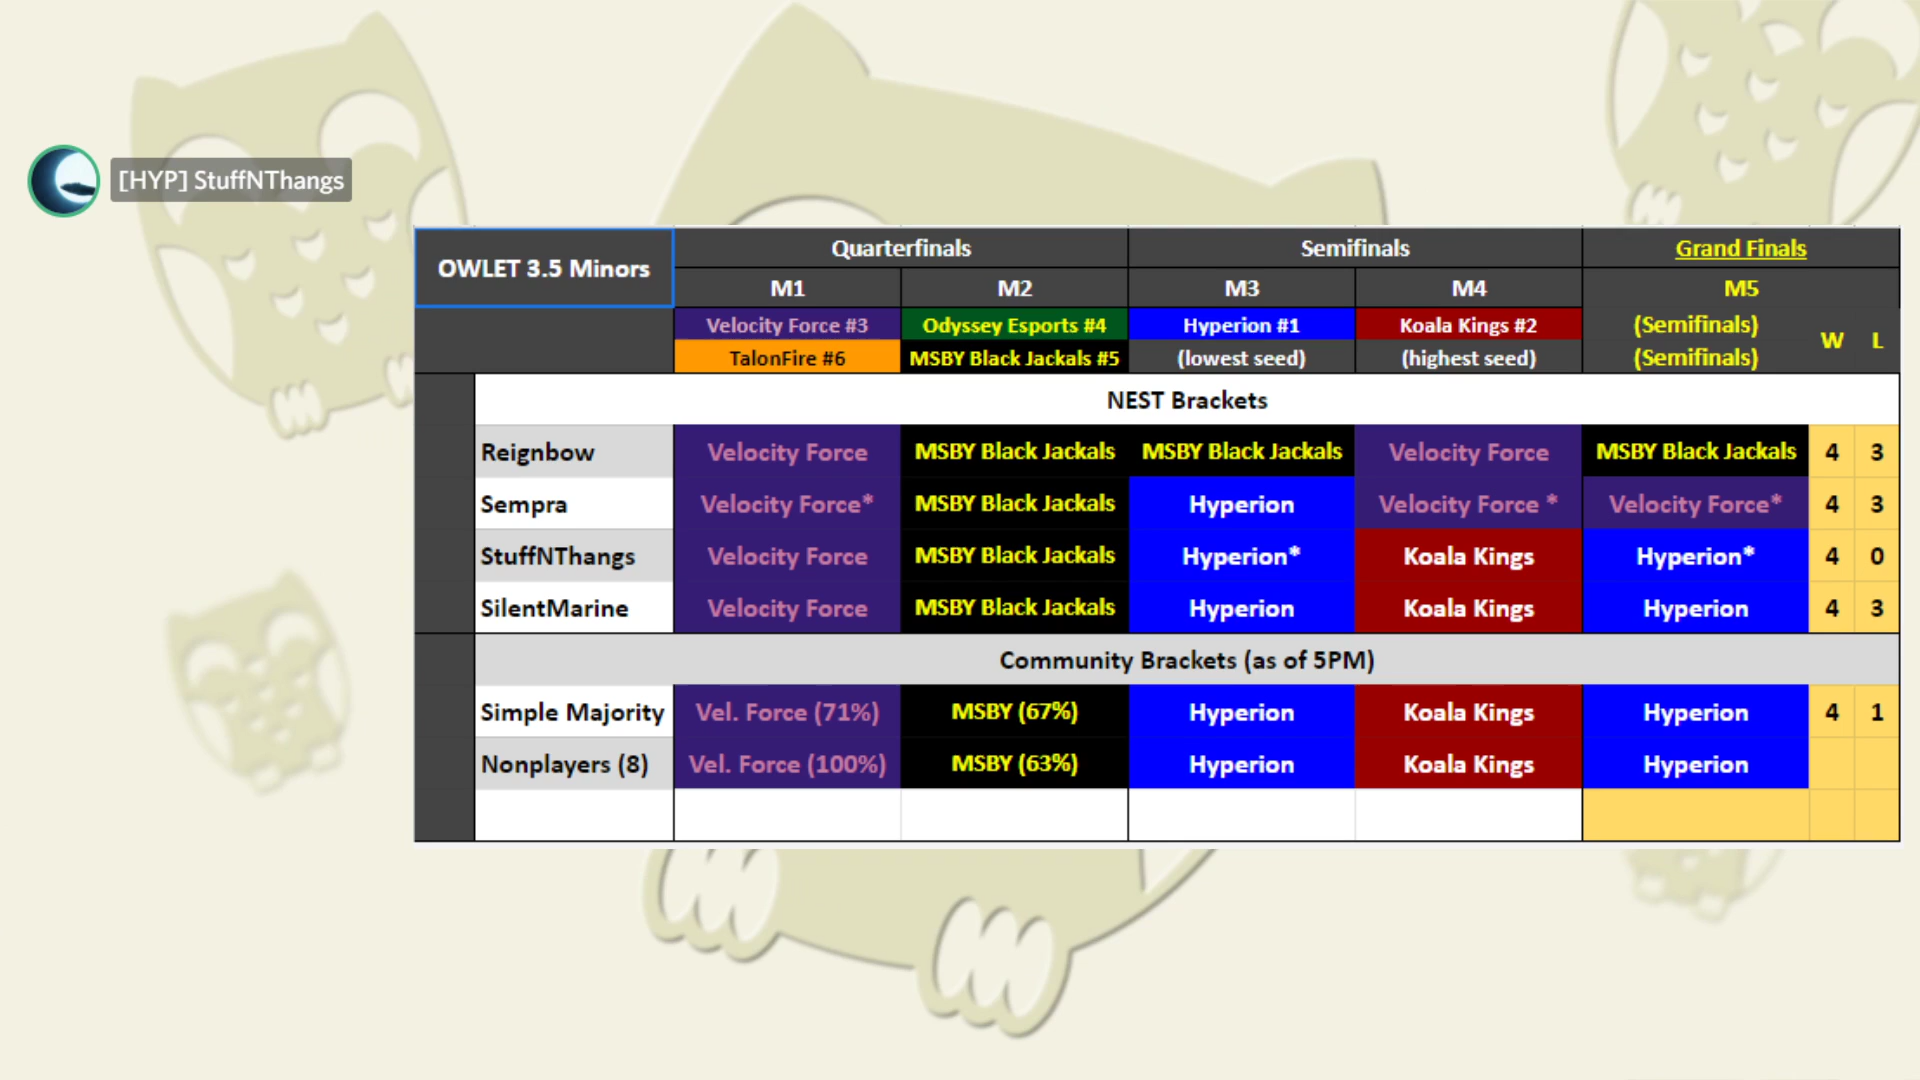 [HYP] StuffNThangs
OWLET 3.5 Minors Quarterfinals Semifinals Grand Finals
M1 M2 M3 M4 M5
Velocity Force #3 Odyssey Esports #4 Hyperion #1 Koala Kings #2 (Semifinals) W L
TalonFire #6 MSBY Black Jackals #5 (lowest seed) (highest seed) (Semifinals)
NEST Brackets
Reignbow Velocity Force MSBY Black Jackals MSBY Black Jackals Velocity Force MSBY Black Jackals 4 3
Sempra Velocity Force* MSBY Black Jackals Hyperion Velocity Force * Velocity Force* 4 3
StuffNThangs Velocity Force MSBY Black Jackals Hyperion* Koala Kings Hyperion* 4 0
SilentMarine Velocity Force MSBY Black Jackals Hyperion Koala Kings Hyperion 4 3
Community Brackets (as of 5PM)
Simple Majority Vel. Force (71%) MSBY (67%) Hyperion Koala Kings Hyperion 4 1
Nonplayers (8) Vel. Force (100%) MSBY (63%) Hyperion Koala Kings Hyperion